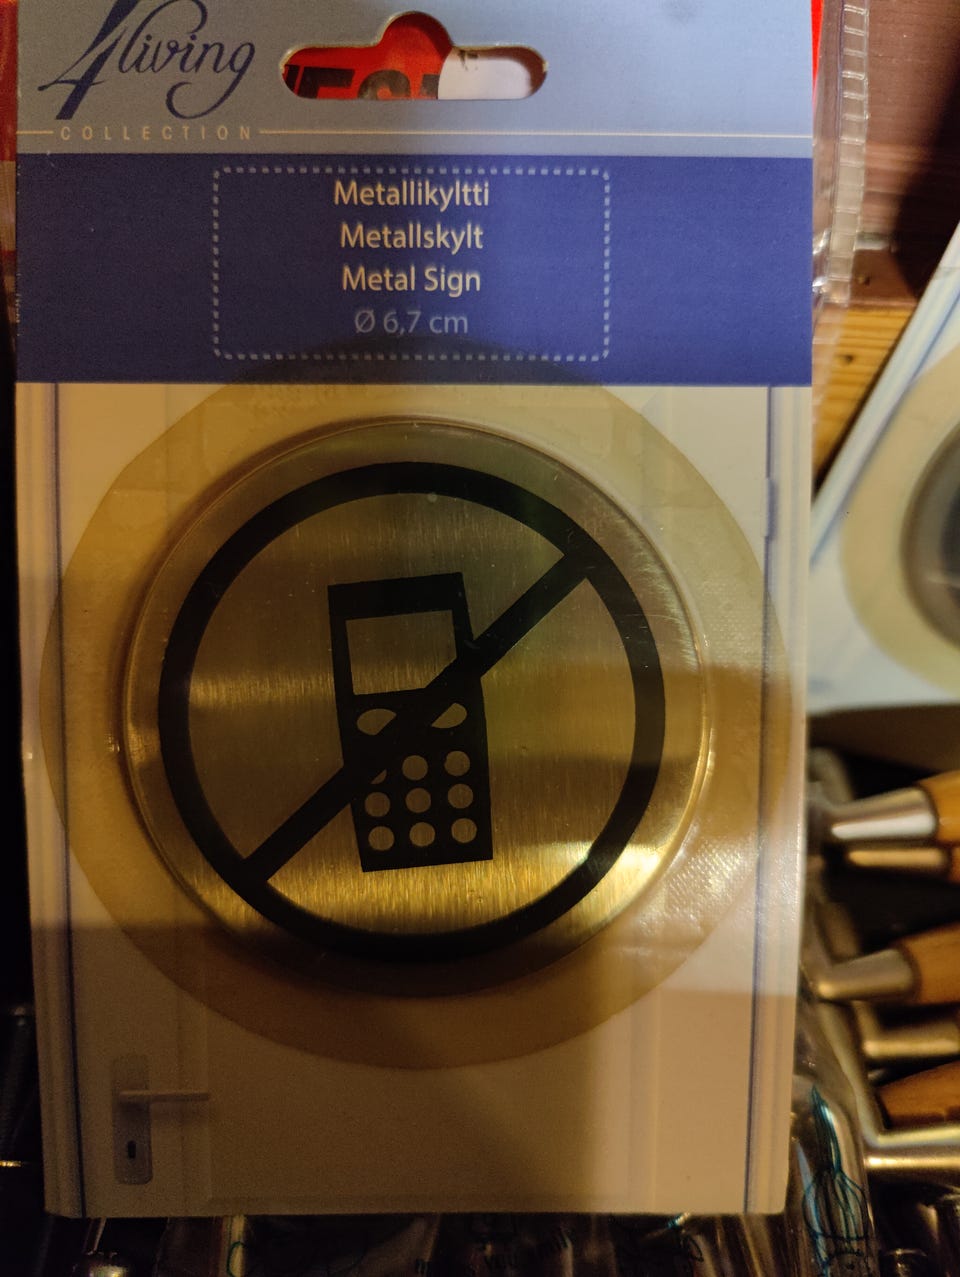 4living
COLLECTION
Metallikyltti
Metallskylt
Metal Sign
Ø 6,7 cm